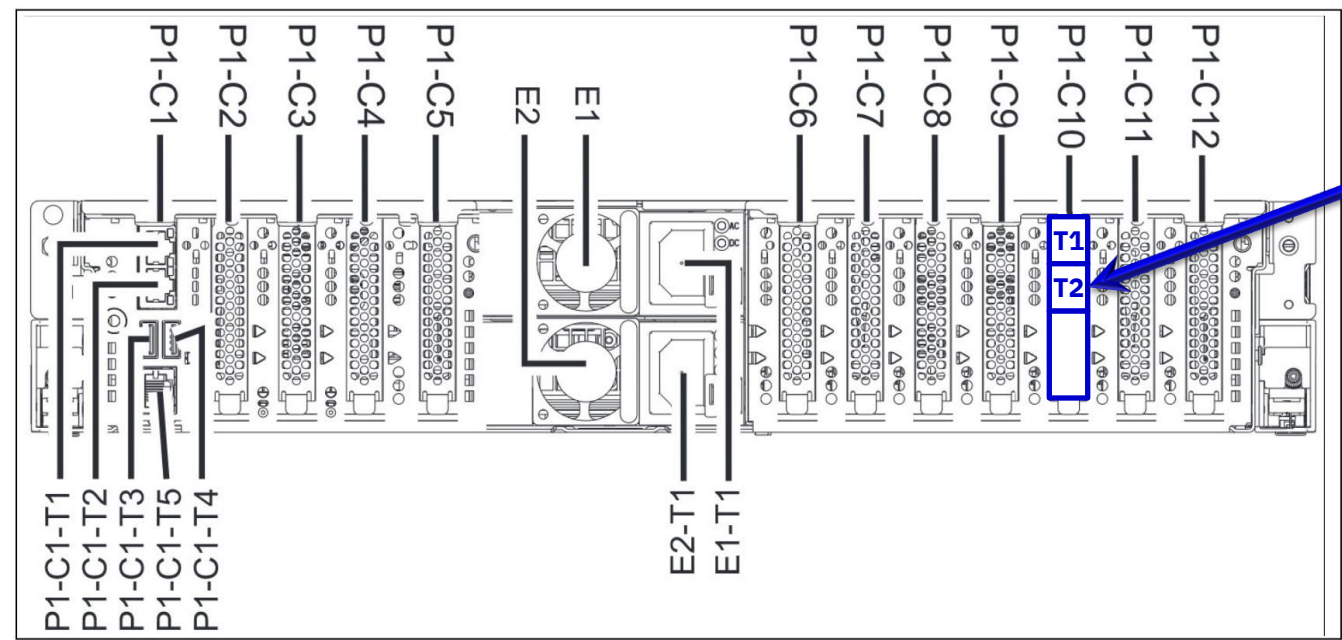 P1-C1
P1-C2
P1-C3
P1-C4
P1-C5
E2
E1
P1-C6
P1-C7
P1-C8
P1-C9
P1-C10
P1-C11
P1-C12
AC
DC
T1
T2
P1-C1-T1
P1-C1-T2
P1-C1-T3
P1-C1-T5
P1-C1-T4
E2-T1
E1-T1